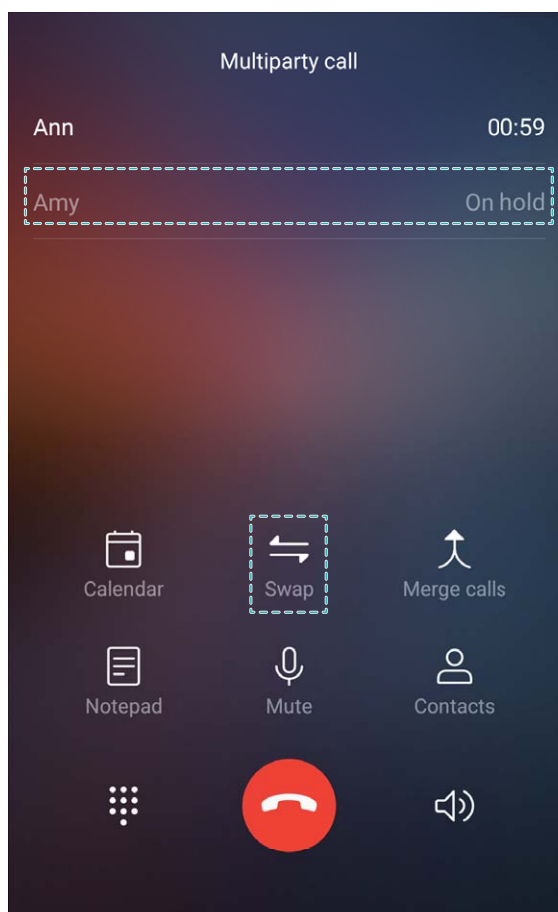 Multiparty call
Ann 00:59
Amy On hold
Calendar Swap Merge calls
Notepad Mute Contacts